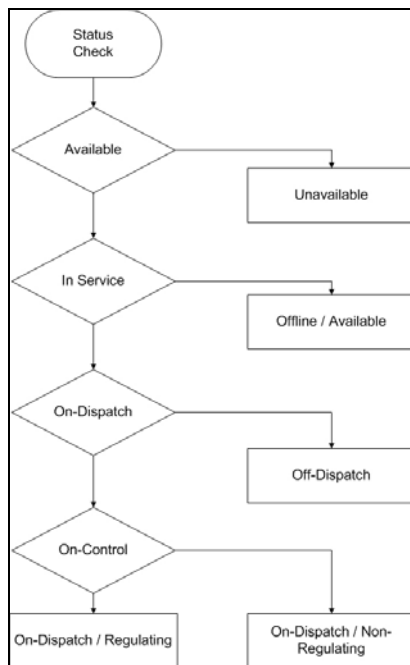 Status
Check
Available
Unavailable
In Service
Offline / Available
On-Dispatch
Off-Dispatch
On-Control
On-Dispatch / Regulating
On-Dispatch / Non-
Regulating